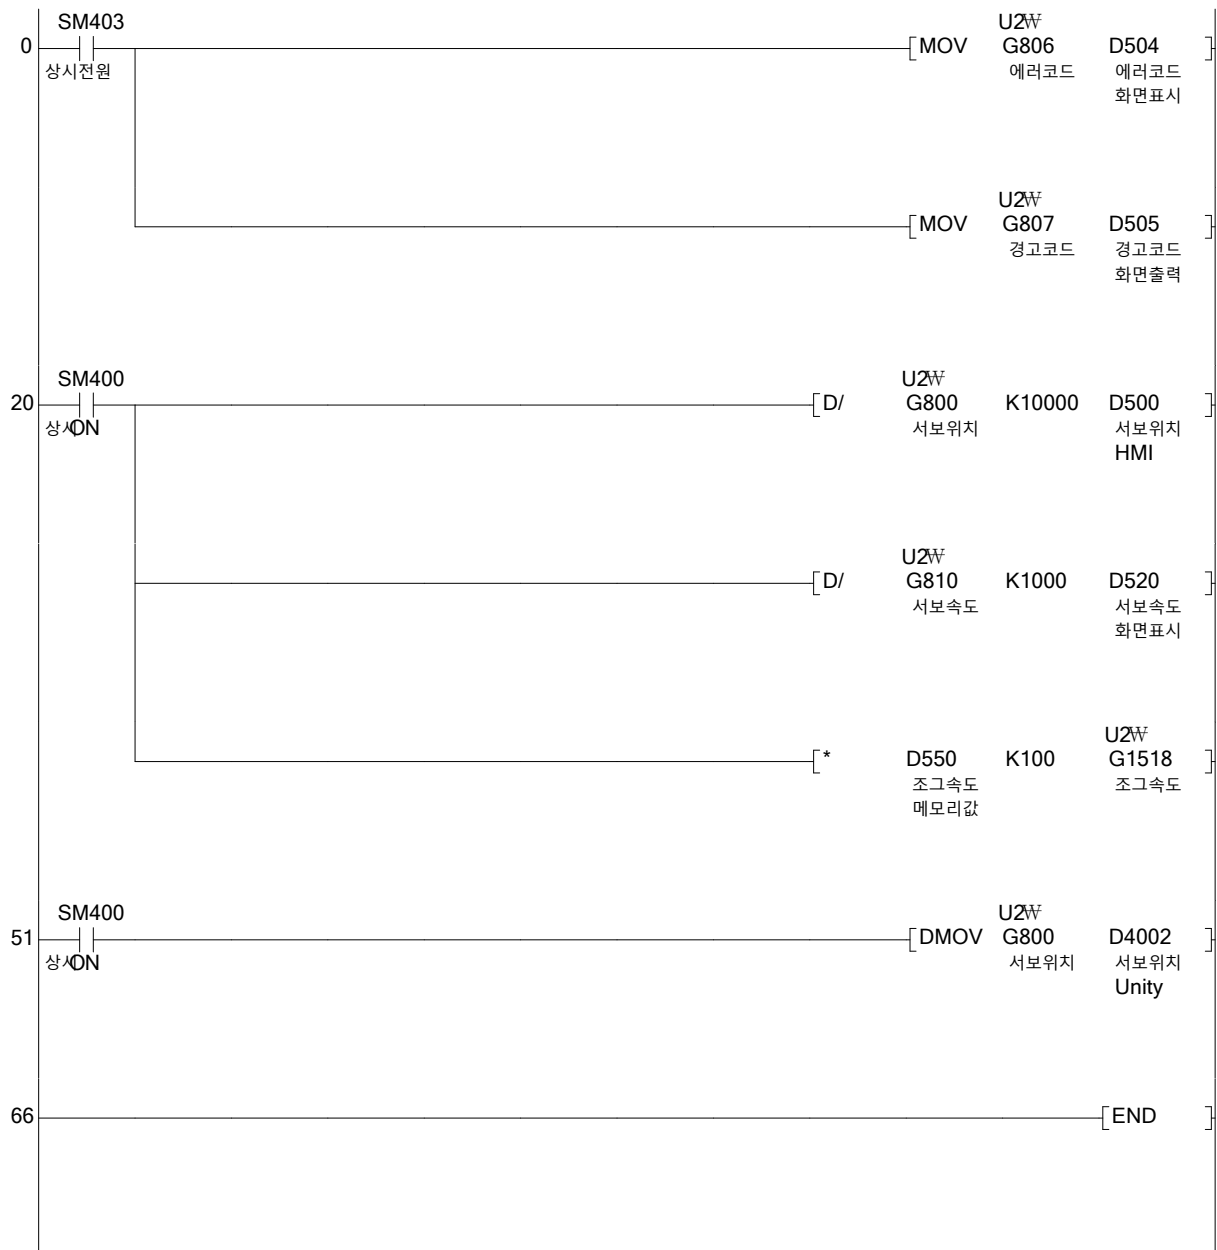 SM403
U2₩
0 [MOV G806 D504 ]
상시전원 에러코드 에러코드
화면표시
U2₩
[MOV G807 D505 ]
경고코드 경고코드
화면출력
SM400 U2₩
20 [D/ G800 K10000 D500 ]
상시ON 서보위치 서보위치
HMI
U2₩
[D/ G810 K1000 D520 ]
서보속도 서보속도
화면표시
U2₩
[* D550 K100 G1518 ]
조그속도 조그속도
메모리값
SM400 U2₩
51 [DMOV G800 D4002 ]
상시ON 서보위치 서보위치
Unity
66 [END ]